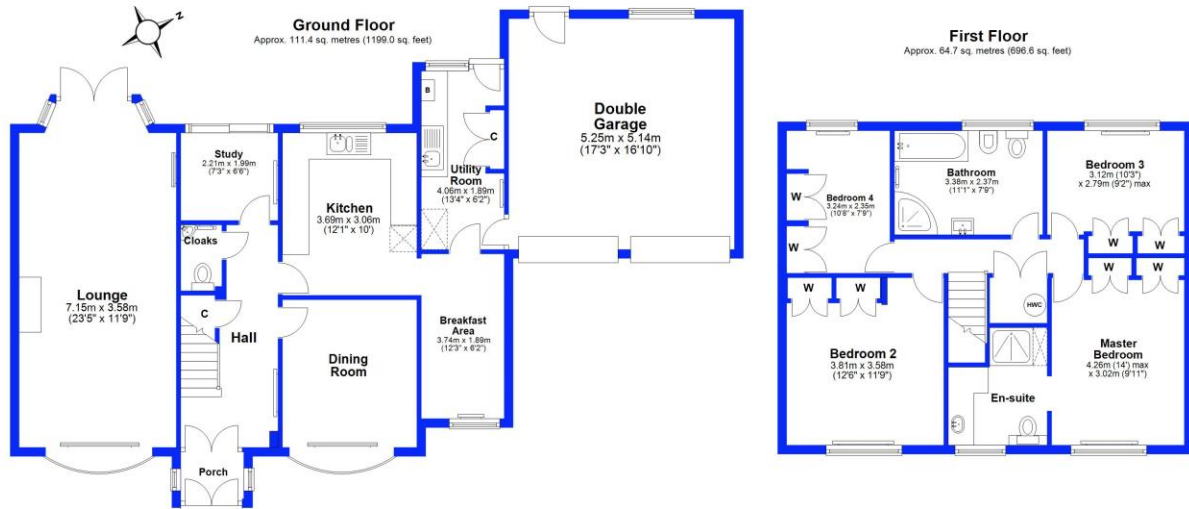 Z
Ground Floor
Approx. 111.4 sq. metres (1199.0 sq. feet)
First Floor
Approx. 64.7 sq. metres (696.6 sq. feet)
Study
2.21m x 1.99m
(7'3" x 6'6")
Kitchen
3.69m x 3.06m
(12'1" x 10')
B
C
Utility
Room
4.06m x 1.89m
(13'4" x 6'2")
Double
Garage
5.25m x 5.14m
(17'3" x 16'10")
Cloaks
Lounge
7.15m x 3.58m
(23'5" x 11'9")
C
Hall
Dining
Room
Breakfast
Area
3.74m x 1.89m
(12'3" x 6'2")
Porch
W
W
Bedroom 4
3.24m x 2.35m
(10'8" x 7'9")
Bathroom
3.38m x 2.37m
(11'1" x 7'9")
Bedroom 3
3.12m (10'3")
x 2.79m (9'2") max
W
W
W
W
W
W
HWC
Bedroom 2
3.81m x 3.58m
(12'6" x 11'9")
En-suite
Master
Bedroom
4.26m (14') max
x 3.02m (9'11")